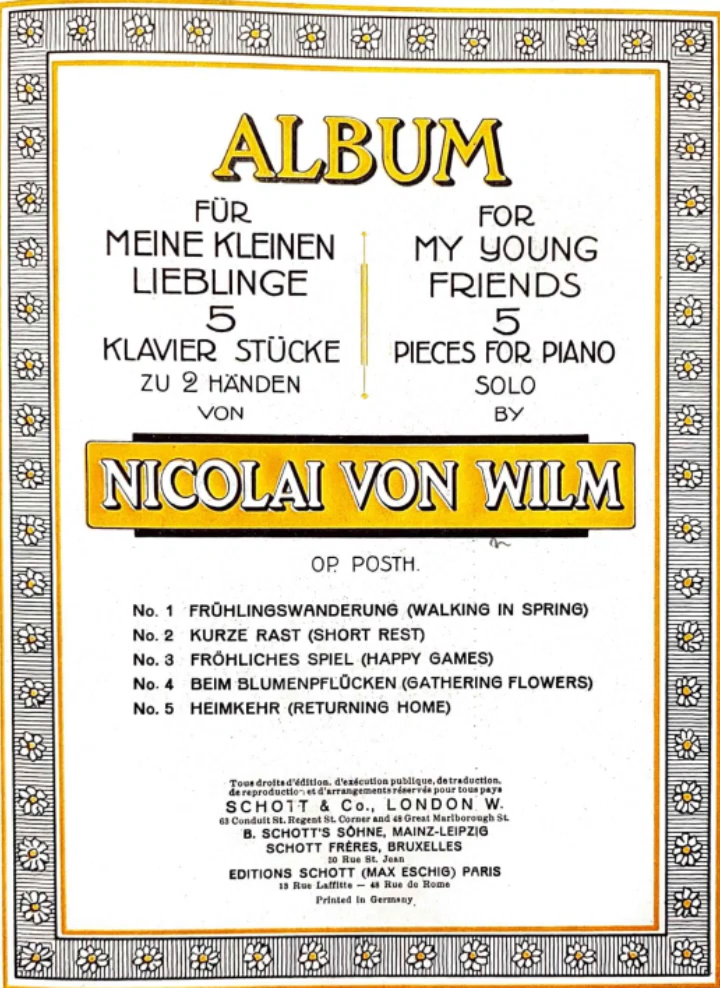 ALBUM
FÜR
MEINE KLEINEN
LIEBLINGE
5
KLAVIER STÜCKE
ZU 2 HÄNDEN
VON
FOR
MY YOUNG
FRIENDS
5
PIECES FOR PIANO
SOLO
BY
NICOLAI VON WILM
OP. POSTH.
No. 1 FRÜHLINGSWANDERUNG (WALKING IN SPRING)
No. 2 KURZE RAST (SHORT REST)
No. 3 FRÖHLICHES SPIEL (HAPPY GAMES)
No. 4 BEIM BLUMENPFLÜCKEN (GATHERING FLOWERS)
No. 5 HEIMKEHR (RETURNING HOME)
Tous droits d'édition, d'exécution publique, de traduction,
de reproduction et d'arrangements réservés pour tous pays
SCHOTT & Co., LONDON W.
63 Conduit St. Regent St. Corner and 48 Great Marlborough St.
B. SCHOTT'S SÖHNE, MAINZ-LEIPZIG
SCHOTT FRÈRES, BRUXELLES
30 Rue St. Jean
EDITIONS SCHOTT (MAX ESCHIG) PARIS
13 Rue Laffitte — 48 Rue de Rome
Printed in Germany